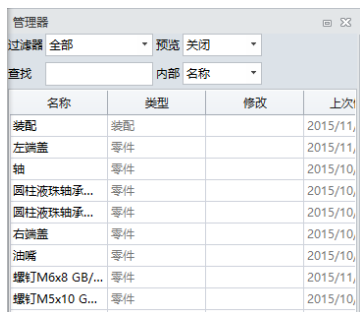 管理器
过滤器 全部 预览 关闭
查找 内部 名称
名称 类型 修改 上次
装配 装配 2015/11,
左端盖 零件 2015/11,
轴 零件 2015/10,
圆柱液珠轴承... 零件 2015/10,
圆柱液珠轴承... 零件 2015/10,
右端盖 零件 2015/10,
油嘴 零件 2015/10,
螺钉M6x8 GB/... 零件 2015/11,
螺钉M5x10 G... 零件 2015/10,